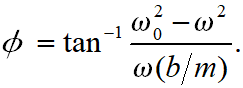 ϕ = tan⁻¹ (ω₀² − ω²)/(ω(b/m)).